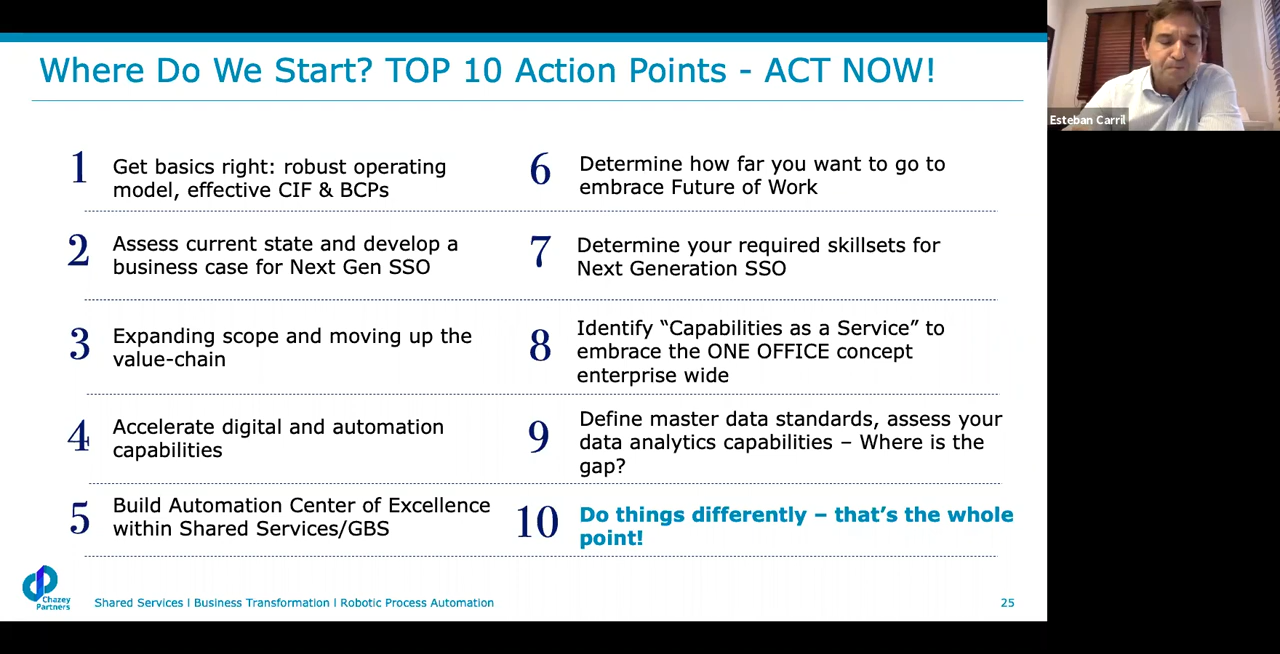 Where Do We Start? TOP 10 Action Points - ACT NOW!
Esteban Carril
1
Get basics right: robust operating
model, effective CIF & BCPs
2
Assess current state and develop a
business case for Next Gen SSO
3
Expanding scope and moving up the
value-chain
4
Accelerate digital and automation
capabilities
5
Build Automation Center of Excellence
within Shared Services/GBS
6
Determine how far you want to go to
embrace Future of Work
7
Determine your required skillsets for
Next Generation SSO
8
Identify “Capabilities as a Service” to
embrace the ONE OFFICE concept
enterprise wide
9
Define master data standards, assess your
data analytics capabilities – Where is the
gap?
10
Do things differently – that’s the whole
point!
Chazey
Partners
Shared Services I Business Transformation I Robotic Process Automation
25